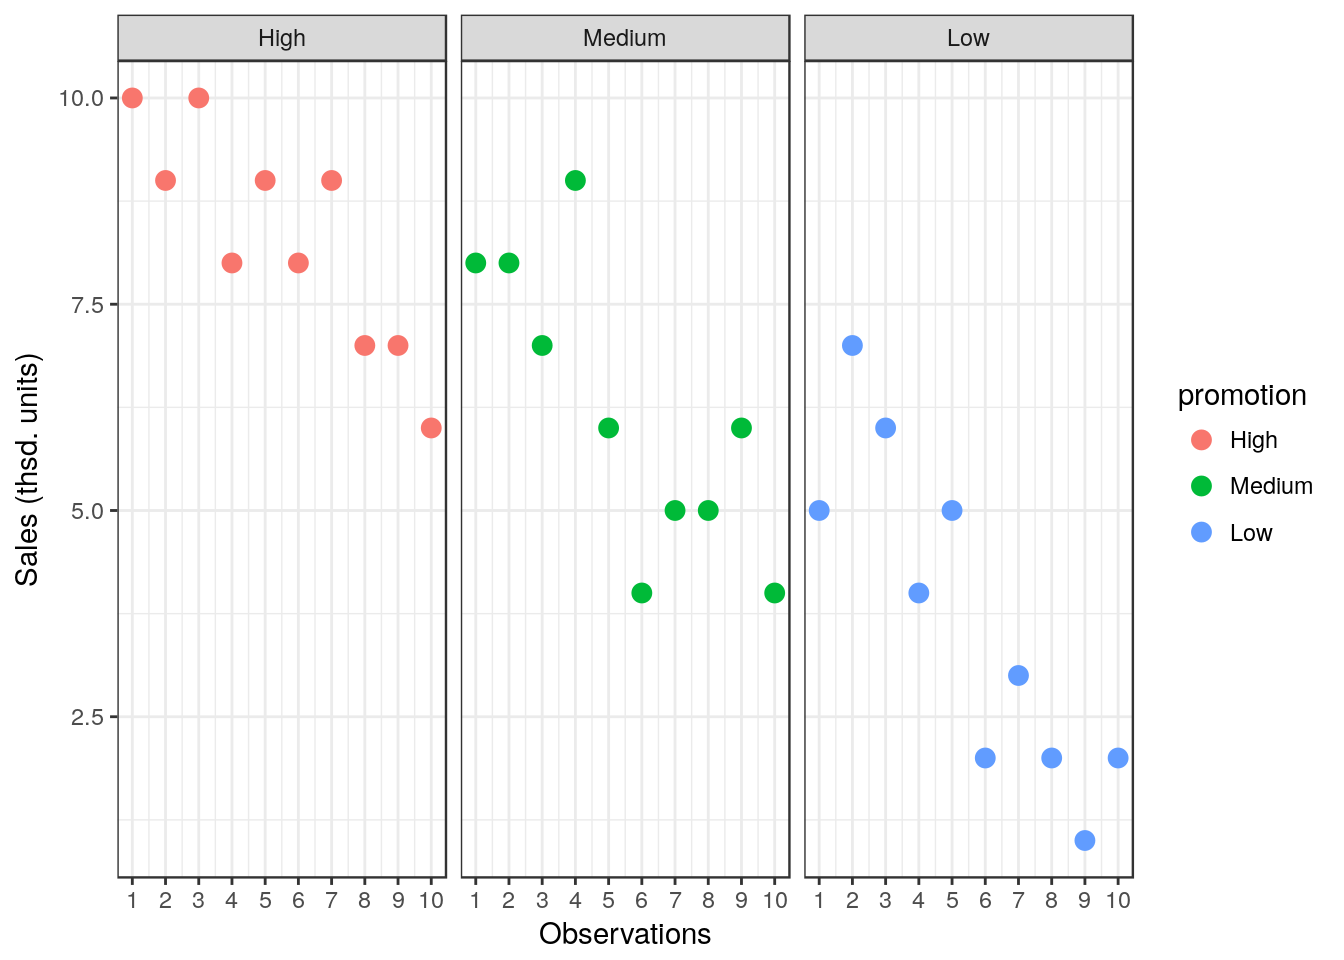 High Medium Low
10.0
7.5
5.0
2.5
Sales (thsd. units)
1 2 3 4 5 6 7 8 9 10 1 2 3 4 5 6 7 8 9 10 1 2 3 4 5 6 7 8 9 10
Observations
promotion
High
Medium
Low